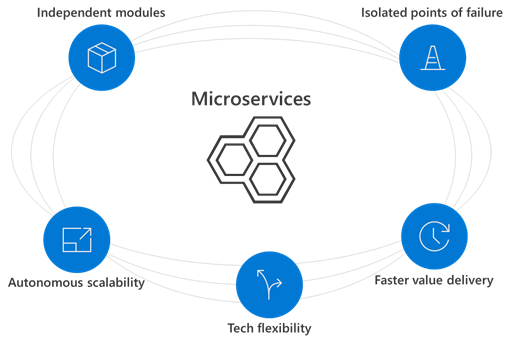 Independent modules
Isolated points of failure
Microservices
Autonomous scalability
Faster value delivery
Tech flexibility